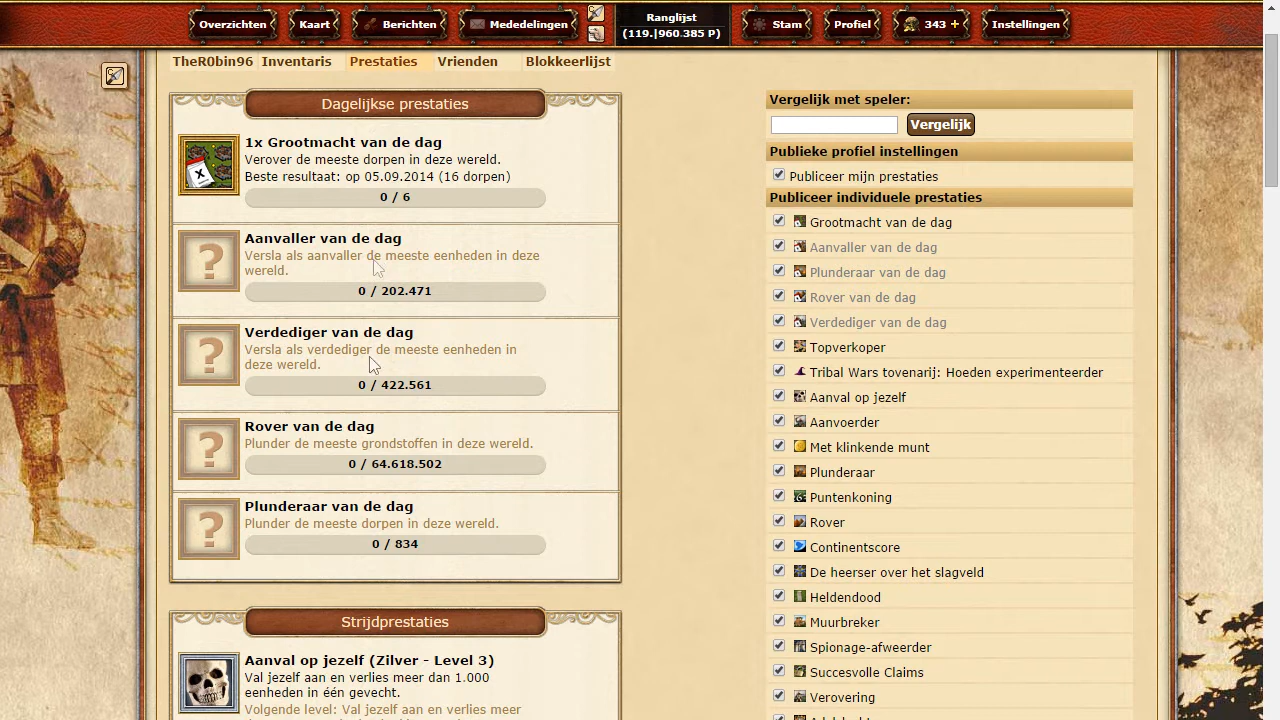 Overzichten
Kaart
Berichten
Mededelingen
Ranglijst
(119.|960 385 P)
Stam
Profiel
343 +
Instellingen
TheR0bin96 Inventaris Prestaties Vrienden Blokkeerlijst
Dagelijkse prestaties
1x Grootmacht van de dag
Verover de meeste dorpen in deze wereld.
Beste resultaat: op 05.09.2014 (16 dorpen)
0 / 6
?
Aanvaller van de dag
Versla als aanvaller de meeste eenheden in deze
wereld.
0 / 202.471
?
Verdediger van de dag
Versla als verdediger de meeste eenheden in
deze wereld.
0 / 422.561
?
Rover van de dag
Plunder de meeste grondstoffen in deze wereld.
0 / 64.618.502
?
Plunderaar van de dag
Plunder de meeste dorpen in deze wereld.
0 / 834
Strijdprestaties
Aanval op jezelf (Zilver - Level 3)
Val jezelf aan en verlies meer dan 1.000
eenheden in één gevecht.
Volgende level: Val jezelf aan en verlies meer
Vergelijk met speler:
Vergelijk
Publieke profiel instellingen
Publiceer mijn prestaties
Publiceer individuele prestaties
Grootmacht van de dag
Aanvaller van de dag
Plunderaar van de dag
Rover van de dag
Verdediger van de dag
Topverkoper
Tribal Wars tovenarij: Hoeden experimenteerder
Aanval op jezelf
Aanvoerder
Met klinkende munt
Plunderaar
Puntenkoning
Rover
Continentscore
De heerser over het slagveld
Heldendood
Muurbreker
Spionage-afweerder
Succesvolle Claims
Verovering